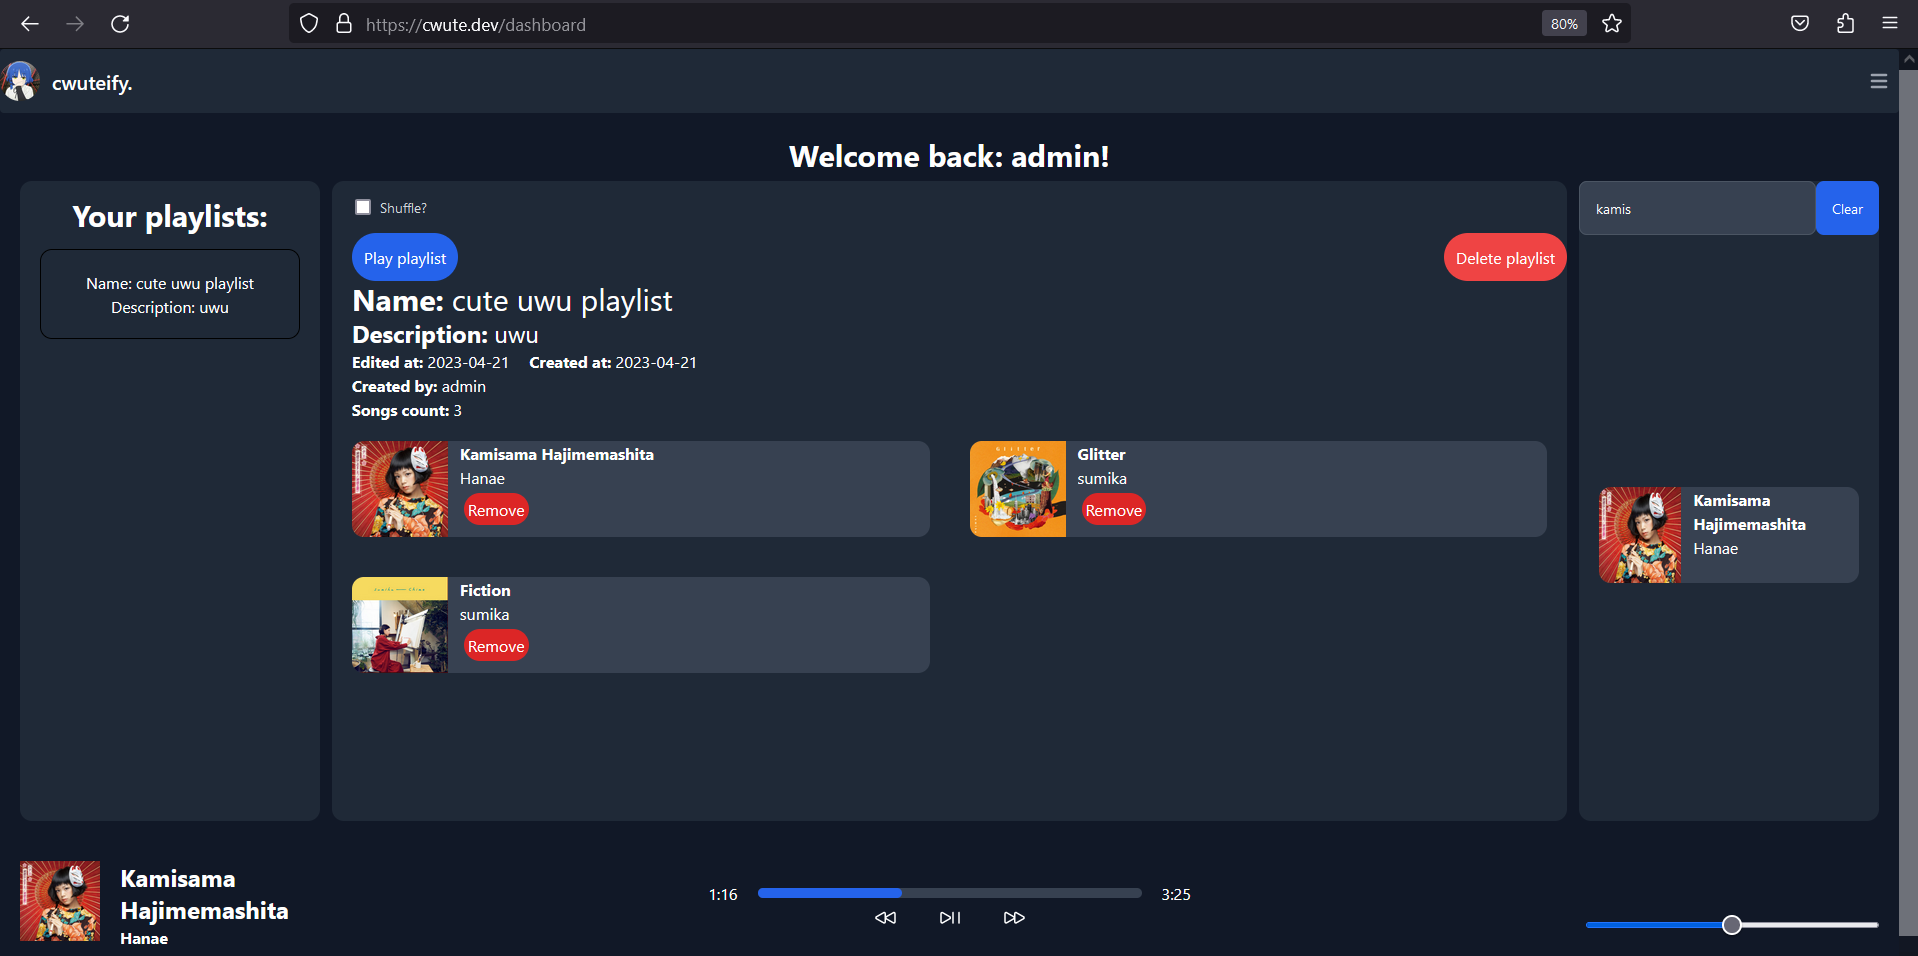 https://cwute.dev/dashboard
80%
cwuteify.
Welcome back: admin!
Your playlists:
Name: cute uwu playlist
Description: uwu
Shuffle?
Play playlist
Delete playlist
Name: cute uwu playlist
Description: uwu
Edited at: 2023-04-21 Created at: 2023-04-21
Created by: admin
Songs count: 3
Kamisama Hajimemashita
Hanae
Remove
Glitter
sumika
Remove
Fiction
sumika
Remove
kamis
Clear
Kamisama
Hajimemashita
Hanae
Kamisama
Hajimemashita
Hanae
1:16
3:25